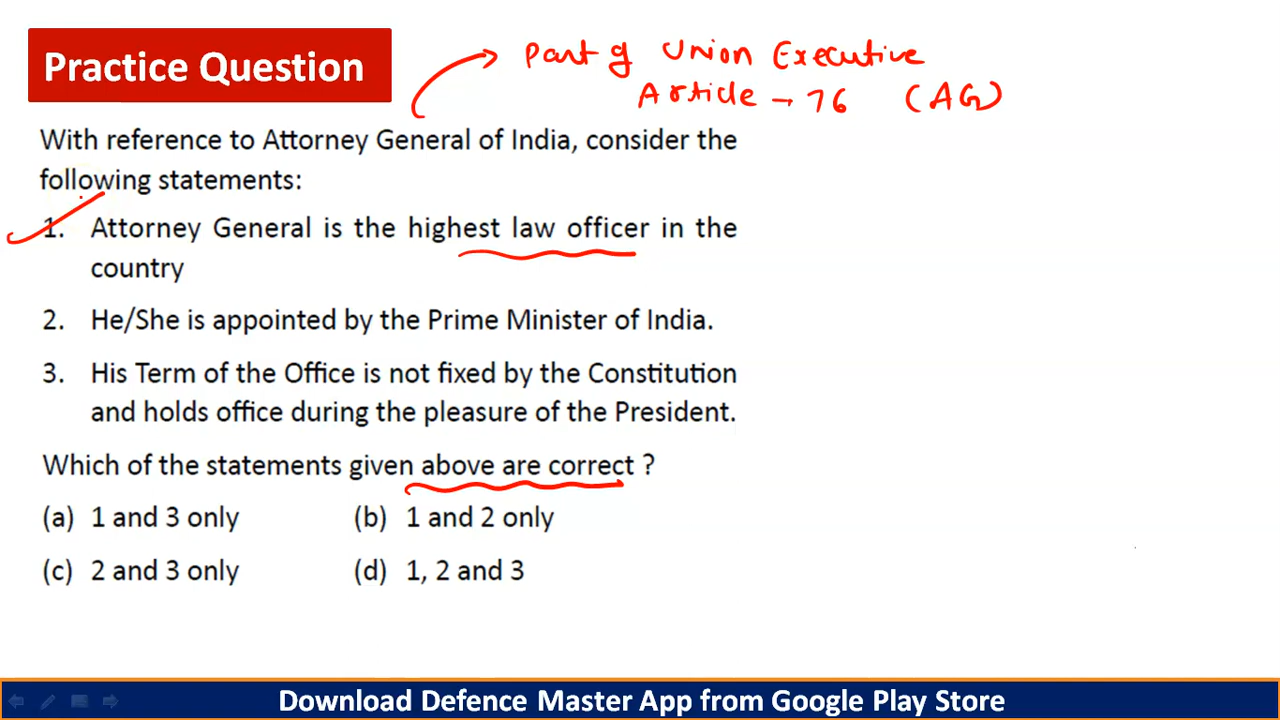 Practice Question
Part of Union Executive
Article → 76 (AG)
With reference to Attorney General of India, consider the
following statements:
1. Attorney General is the highest law officer in the
country
2. He/She is appointed by the Prime Minister of India.
3. His Term of the Office is not fixed by the Constitution
and holds office during the pleasure of the President.
Which of the statements given above are correct ?
(a) 1 and 3 only (b) 1 and 2 only
(c) 2 and 3 only (d) 1, 2 and 3
Download Defence Master App from Google Play Store